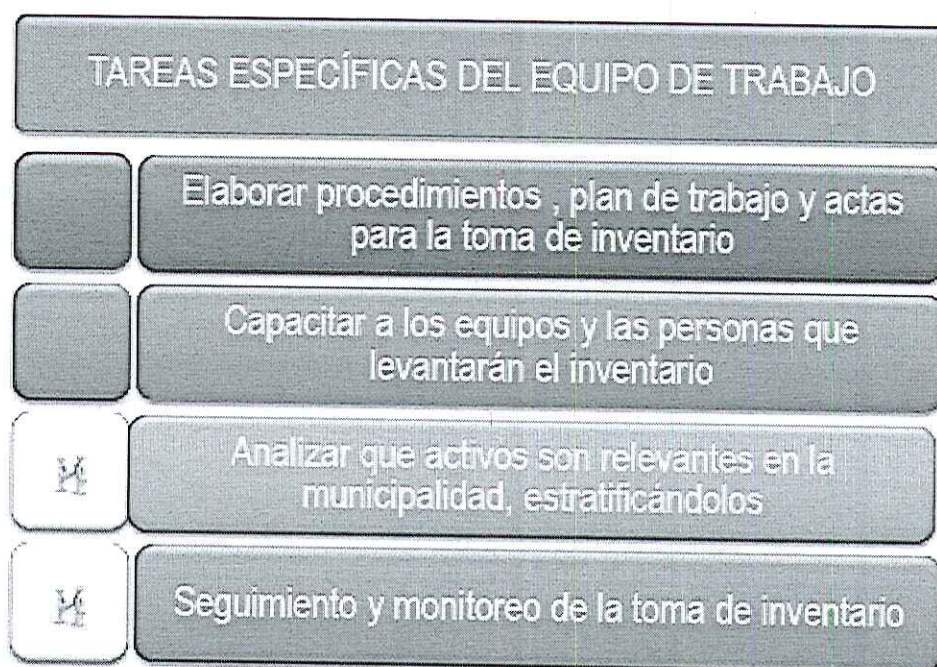 TAREAS ESPECÍFICAS DEL EQUIPO DE TRABAJO
Elaborar procedimientos , plan de trabajo y actas
para la toma de inventario
Capacitar a los equipos y las personas que
levantarán el inventario
Analizar que activos son relevantes en la
municipalidad, estratificándolos
Seguimiento y monitoreo de la toma de inventario